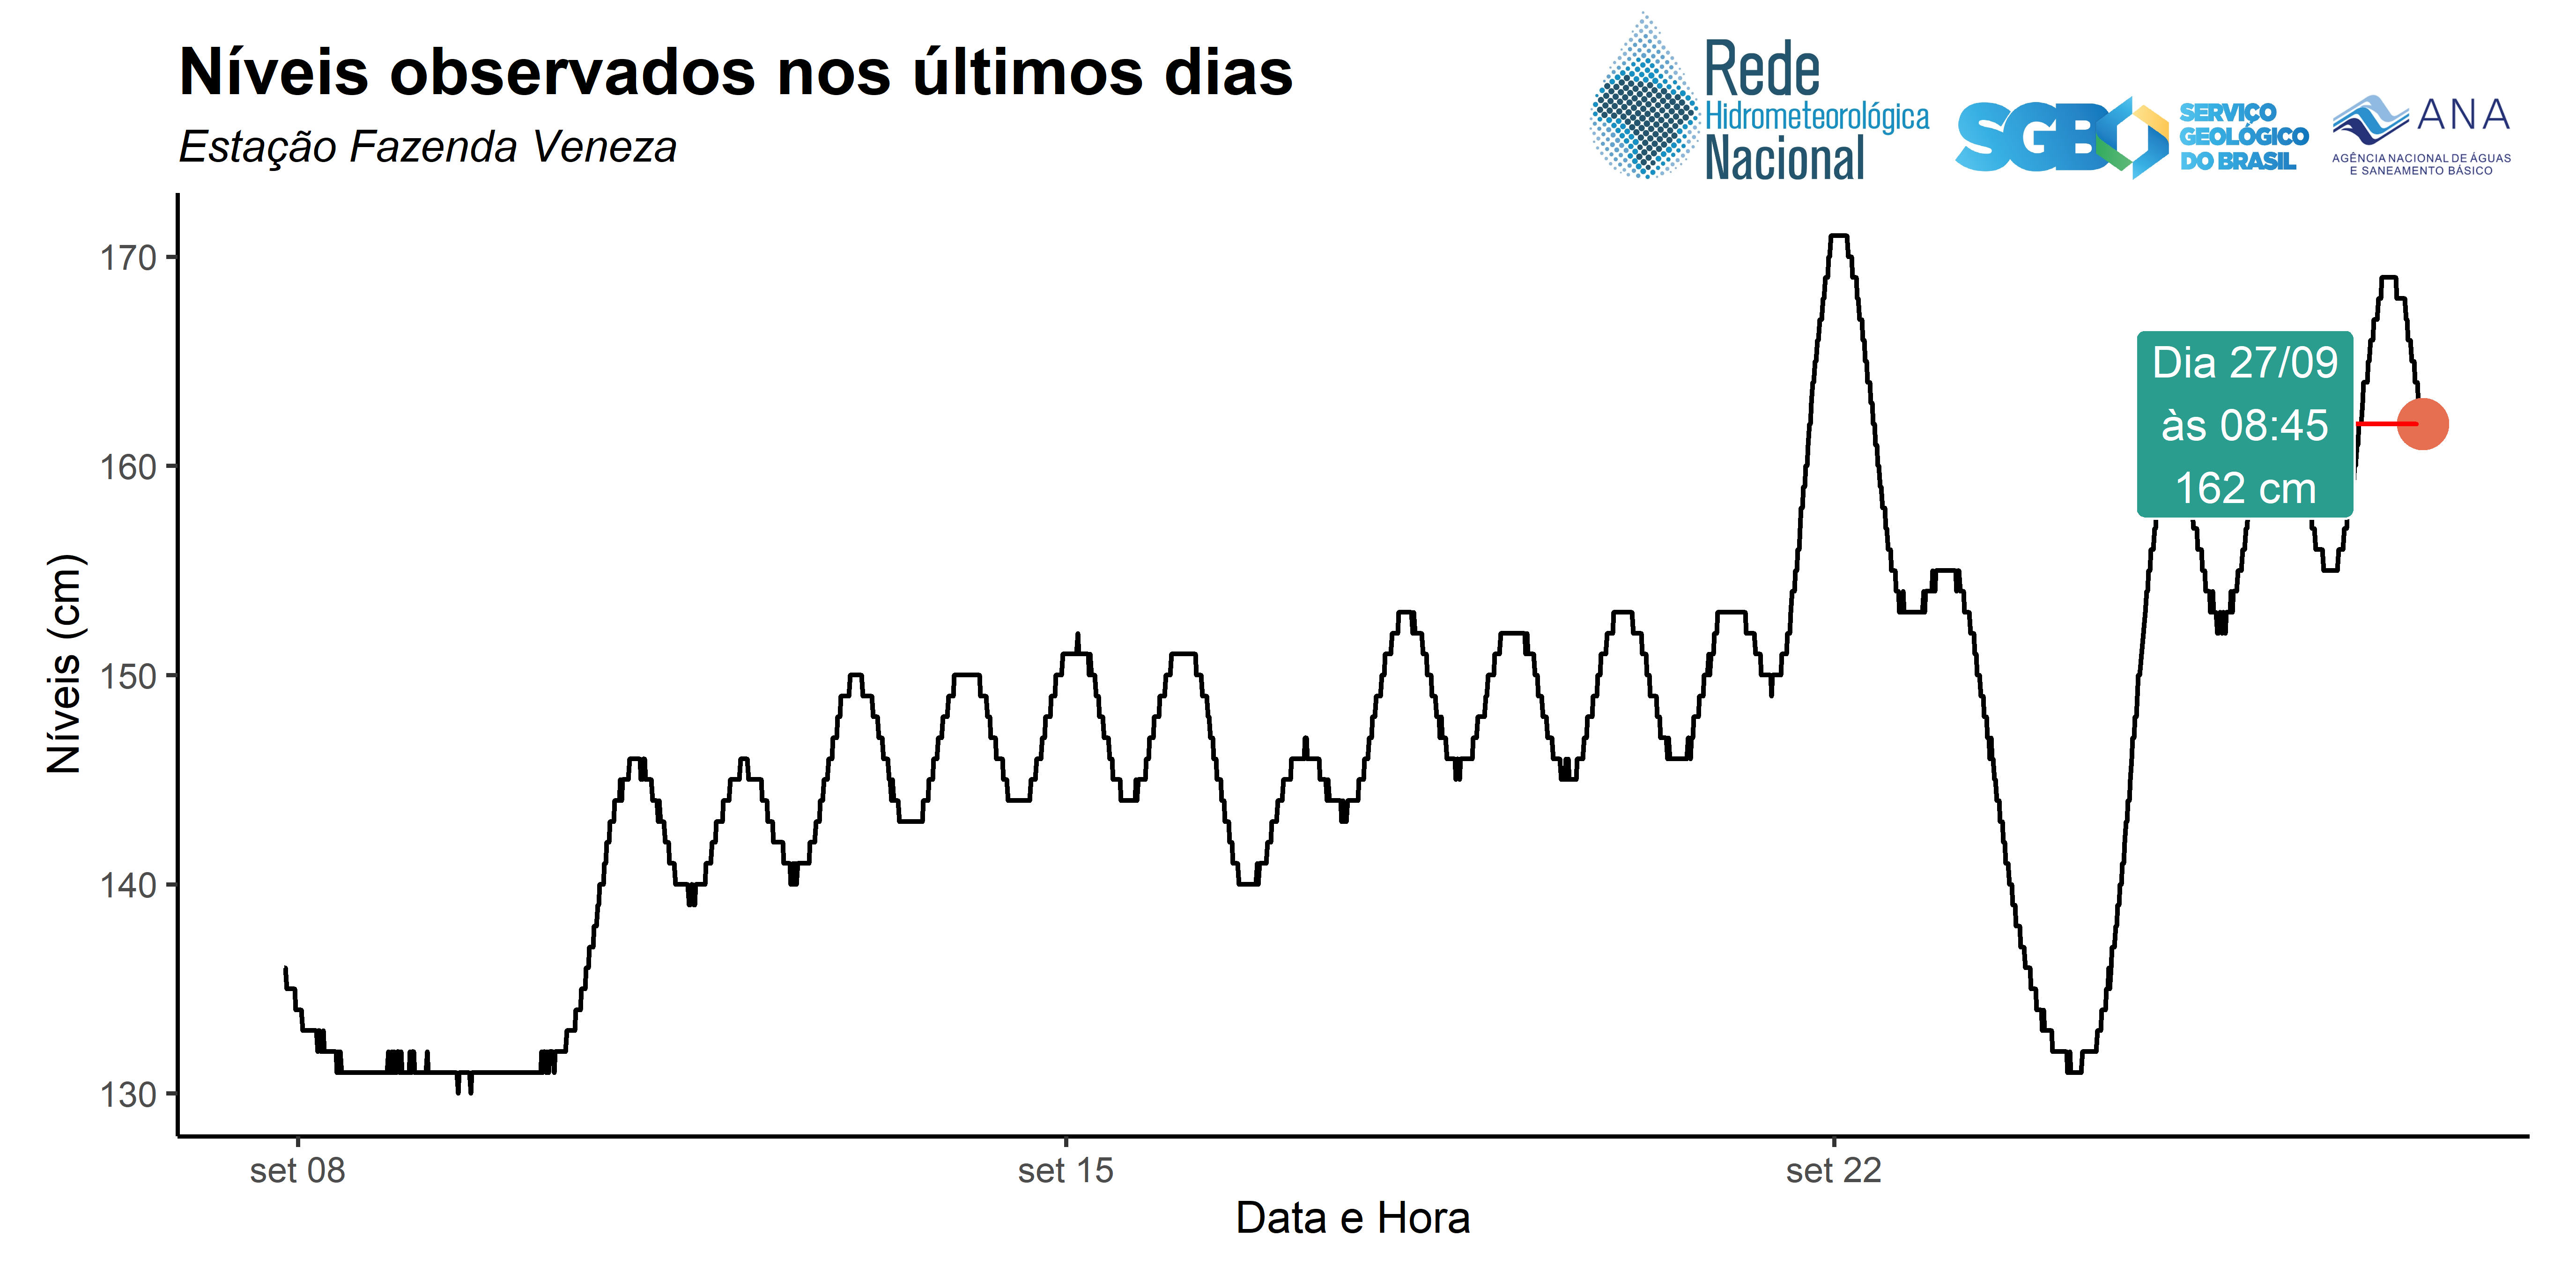 Níveis observados nos últimos dias
Estação Fazenda Veneza
Rede
Hidrometeorológica
Nacional
SGB
SERVIÇO
GEOLÓGICO
DO BRASIL
ANA
AGÊNCIA NACIONAL DE ÁGUAS
E SANEAMENTO BÁSICO
Níveis (cm)
170
160
150
140
130
Dia 27/09
às 08:45
162 cm
set 08
set 15
set 22
Data e Hora